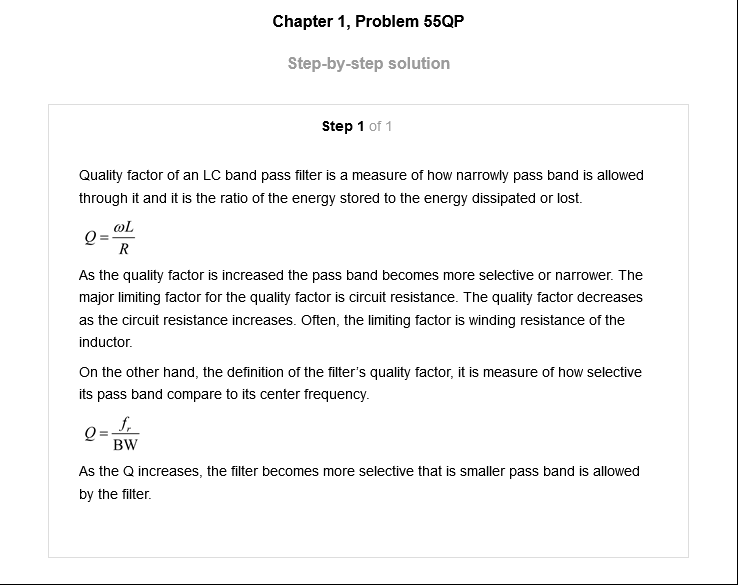 Chapter 1, Problem 55QP
Step-by-step solution
Step 1 of 1
Quality factor of an LC band pass filter is a measure of how narrowly pass band is allowed
through it and it is the ratio of the energy stored to the energy dissipated or lost.
Q = ωL / R
As the quality factor is increased the pass band becomes more selective or narrower. The
major limiting factor for the quality factor is circuit resistance. The quality factor decreases
as the circuit resistance increases. Often, the limiting factor is winding resistance of the
inductor.
On the other hand, the definition of the filter's quality factor, it is measure of how selective
its pass band compare to its center frequency.
Q = f_r / BW
As the Q increases, the filter becomes more selective that is smaller pass band is allowed
by the filter.